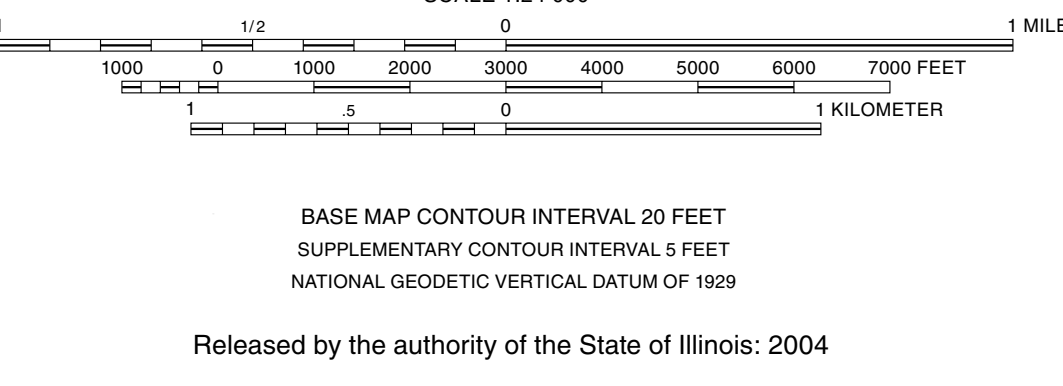 1/2 0 1 MILE
1000 0 1000 2000 3000 4000 5000 6000 7000 FEET
1 .5 0 1 KILOMETER
BASE MAP CONTOUR INTERVAL 20 FEET
SUPPLEMENTARY CONTOUR INTERVAL 5 FEET
NATIONAL GEODETIC VERTICAL DATUM OF 1929
Released by the authority of the State of Illinois: 2004